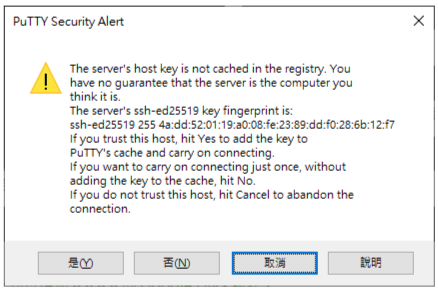 PuTTY Security Alert
The server's host key is not cached in the registry. You
have no guarantee that the server is the computer you
think it is.
The server's ssh-ed25519 key fingerprint is:
ssh-ed25519 255 4a:dd:52:01:19:a0:08:fe:23:89:dd:f0:28:6b:12:f7
If you trust this host, hit Yes to add the key to
PuTTY's cache and carry on connecting.
If you want to carry on connecting just once, without
adding the key to the cache, hit No.
If you do not trust this host, hit Cancel to abandon the
connection.
是(Y) 否(N) 取消 說明